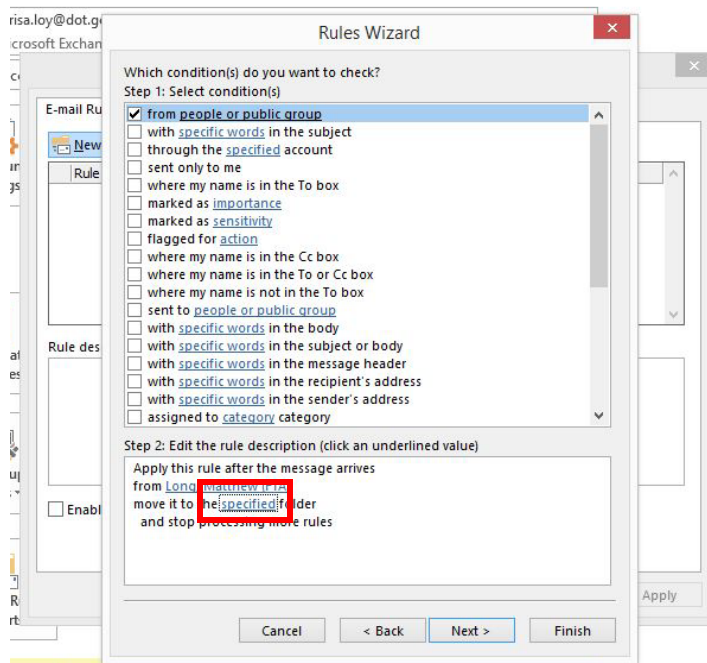 risa.loy@dot.g
crosoft Exchan
Rules Wizard
Which condition(s) do you want to check?
Step 1: Select condition(s)
E-mail Ru
New
Rule
from people or public group
with specific words in the subject
through the specified account
sent only to me
where my name is in the To box
marked as importance
marked as sensitivity
flagged for action
where my name is in the Cc box
where my name is in the To or Cc box
where my name is not in the To box
sent to people or public group
with specific words in the body
with specific words in the subject or body
with specific words in the message header
with specific words in the recipient's address
with specific words in the sender's address
assigned to category category
Rule des
Step 2: Edit the rule description (click an underlined value)
Apply this rule after the message arrives
from Long, Matthew (FTA)
move it to the specified folder
and stop processing more rules
Enabl
Apply
Cancel
< Back
Next >
Finish